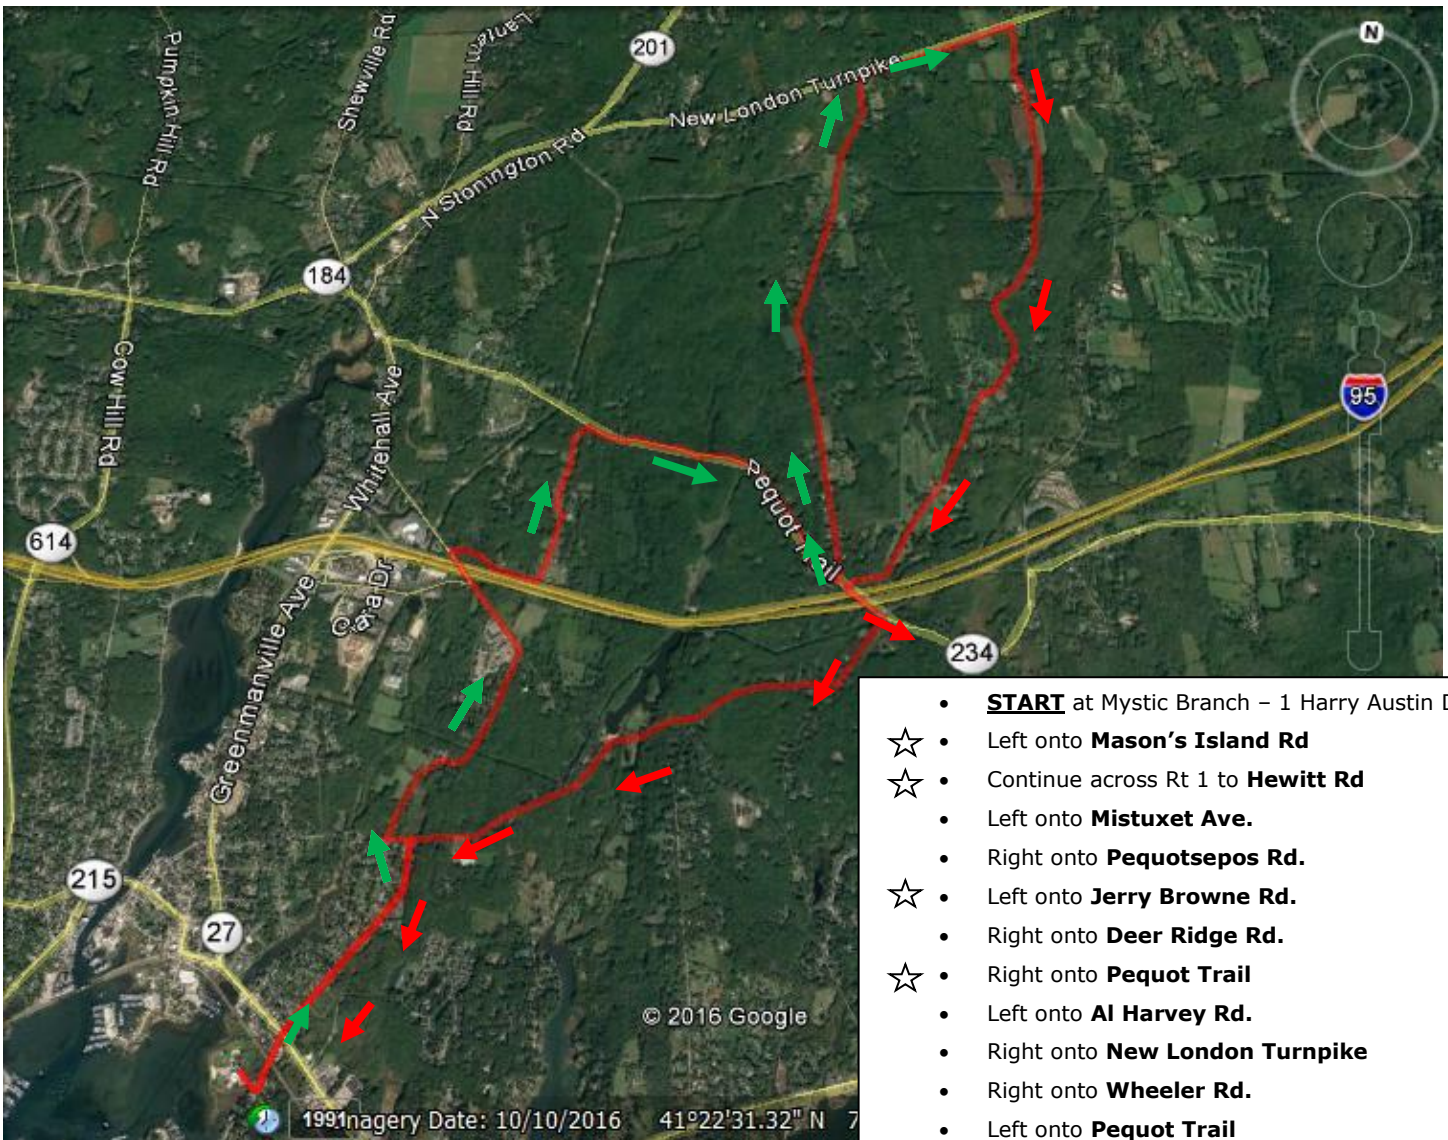 Pumpkin Hill Rd
Shewville Rd
Lantern Hill Rd
201
N
New London Turnpike
N Stonington Rd
184
Cow Hill Rd
Whitehall Ave
95
Pequot Trail
614
Greenmanville Ave
Dr
234
215
27
© 2016 Google
1991
Imagery Date: 10/10/2016 41°22'31.32" N 7
• START at Mystic Branch – 1 Harry Austin D
☆ • Left onto Mason's Island Rd
☆ • Continue across Rt 1 to Hewitt Rd
• Left onto Mistuxet Ave.
• Right onto Pequotsepos Rd.
☆ • Left onto Jerry Browne Rd.
• Right onto Deer Ridge Rd.
☆ • Right onto Pequot Trail
• Left onto Al Harvey Rd.
• Right onto New London Turnpike
• Right onto Wheeler Rd.
• Left onto Pequot Trail